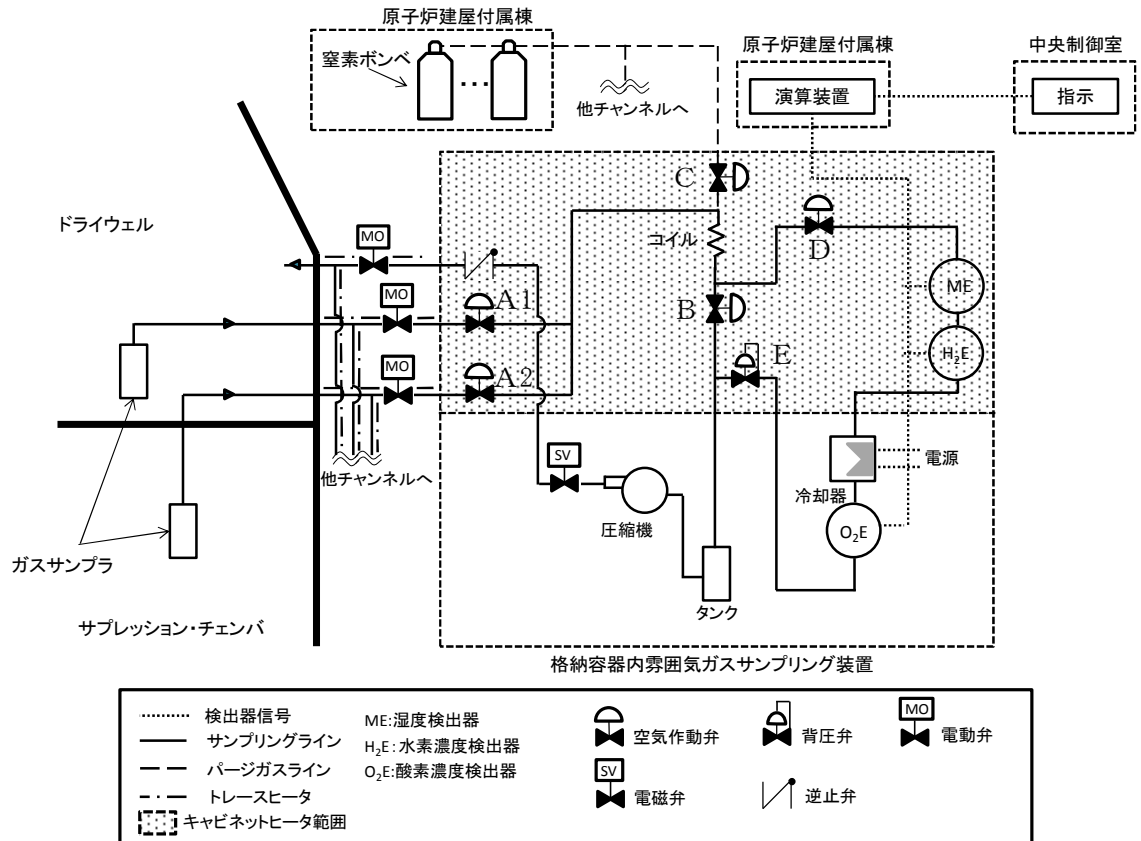 原子炉建屋付属棟
窒素ボンベ
他チャンネルへ
原子炉建屋付属棟
演算装置
中央制御室
指示
ドライウェル
C
コイル
D
MO
ME
MO
A1
B
H₂E
E
MO
A2
他チャンネルへ
SV
圧縮機
電源
冷却器
O₂E
タンク
ガスサンプラ
サプレッション・チェンバ
格納容器内雰囲気ガスサンプリング装置
検出器信号
サンプリングライン
パージガスライン
トレースヒータ
キャビネットヒータ範囲
ME:湿度検出器
H₂E:水素濃度検出器
O₂E:酸素濃度検出器
空気作動弁
背圧弁
MO
電動弁
SV
電磁弁
逆止弁